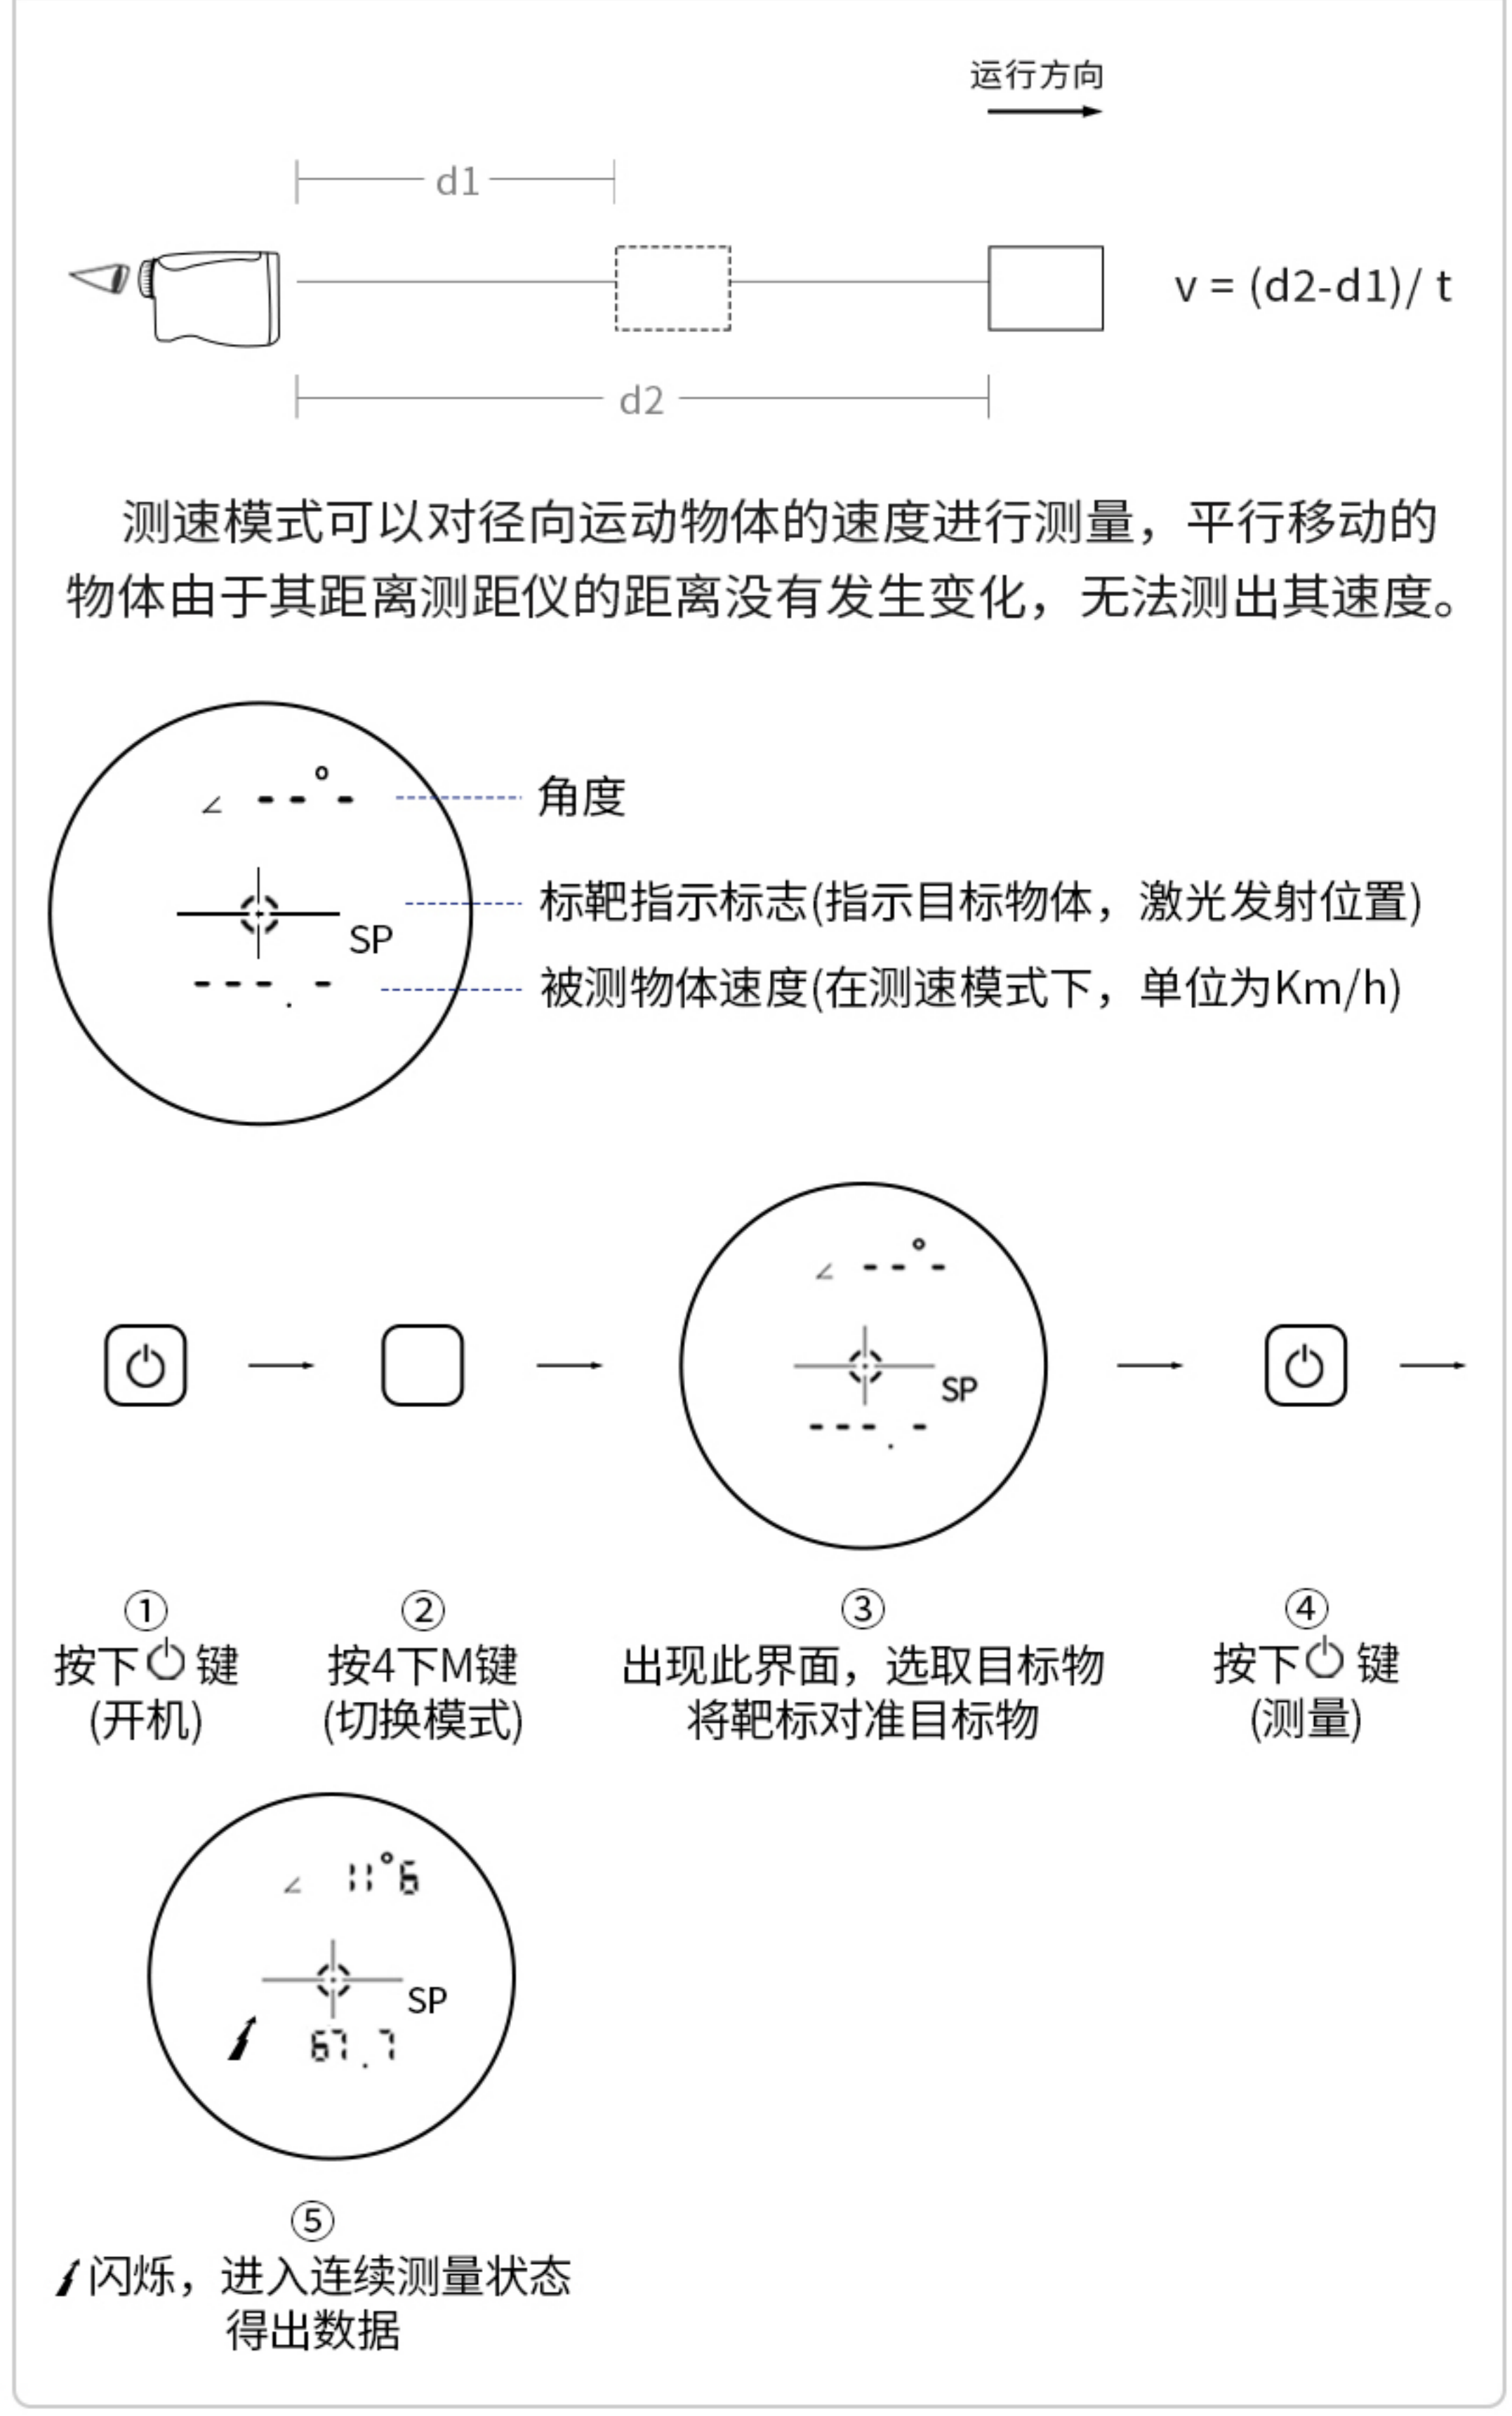 运行方向
d1
v = (d2-d1)/ t
d2
测速模式可以对径向运动物体的速度进行测量，平行移动的
物体由于其距离测距仪的距离没有发生变化，无法测出其速度。
∠ --°-
角度
标靶指示标志(指示目标物体，激光发射位置)
SP
---.-
被测物体速度(在测速模式下，单位为Km/h)
∠ --°-
SP
---.-
①
按下⏻键
(开机)
②
按4下M键
(切换模式)
③
出现此界面，选取目标物
将靶标对准目标物
④
按下⏻键
(测量)
∠ 11°6
SP
67.7
⑤
闪烁，进入连续测量状态
得出数据